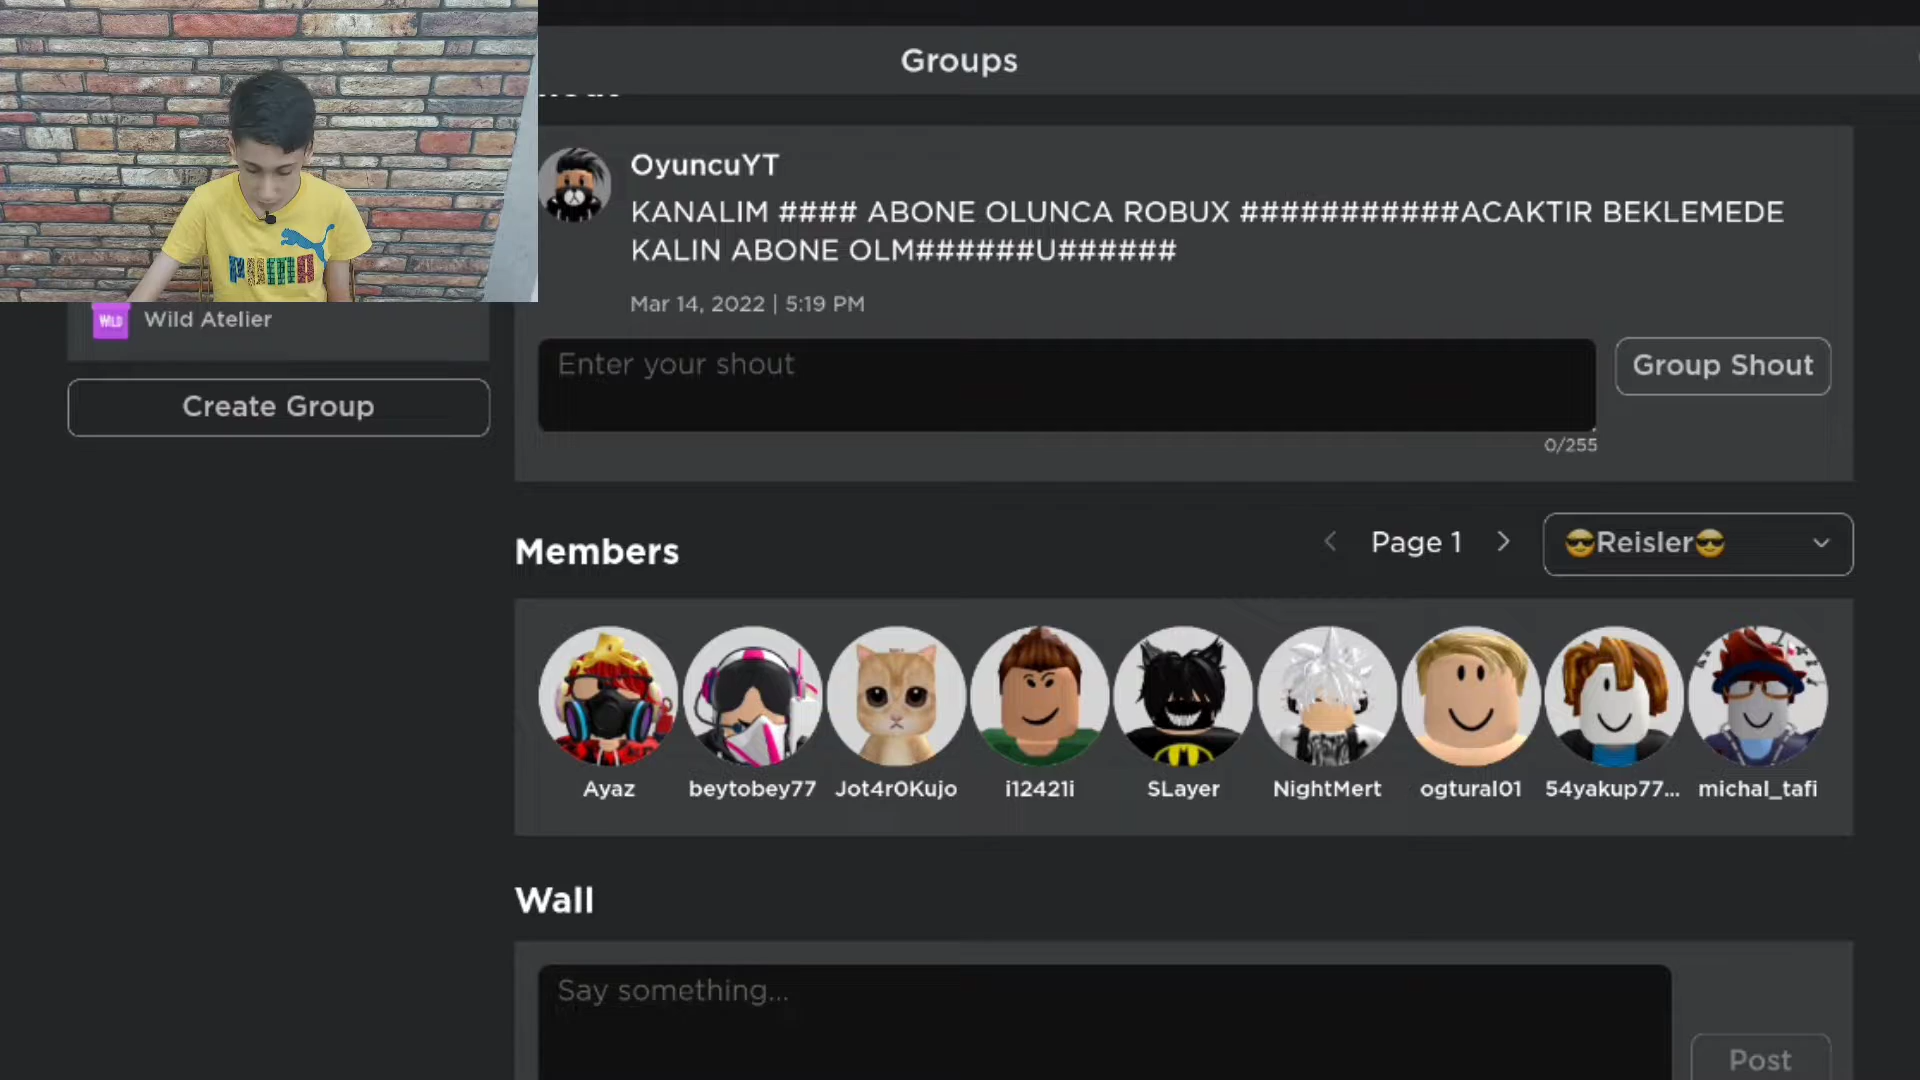 Groups
PUMA
OyuncuYT
KANALIM #### ABONE OLUNCA ROBUX ###########ACAKTIR BEKLEMEDE
KALIN ABONE OLM######U######
Mar 14, 2022 | 5:19 PM
WILD Wild Atelier
Enter your shout
Group Shout
Create Group
0/255
Members
Page 1
😎Reisler😎
Ayaz
beytobey77
Jot4r0Kujo
i12421i
SLayer
NightMert
ogtural01
54yakup77...
michal_tafi
Wall
Say something...
Post